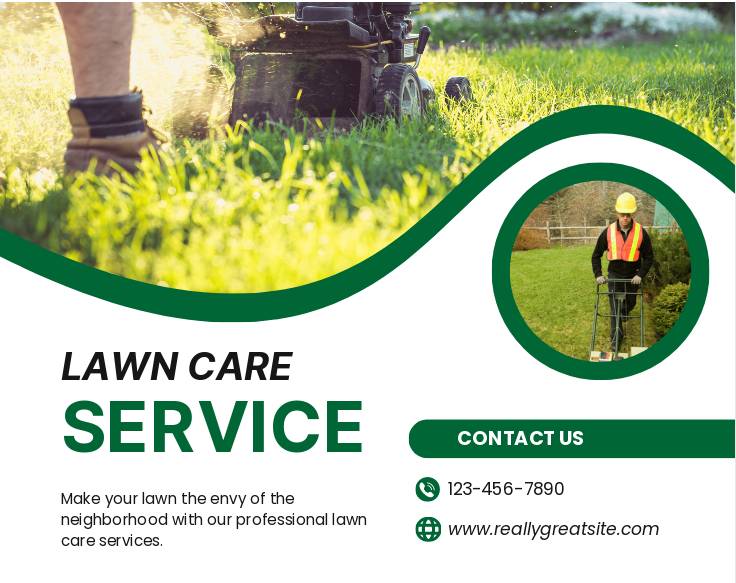 LAWN CARE
SERVICE
Make your lawn the envy of the
neighborhood with our professional lawn
care services.
CONTACT US
123-456-7890
www.reallygreatsite.com